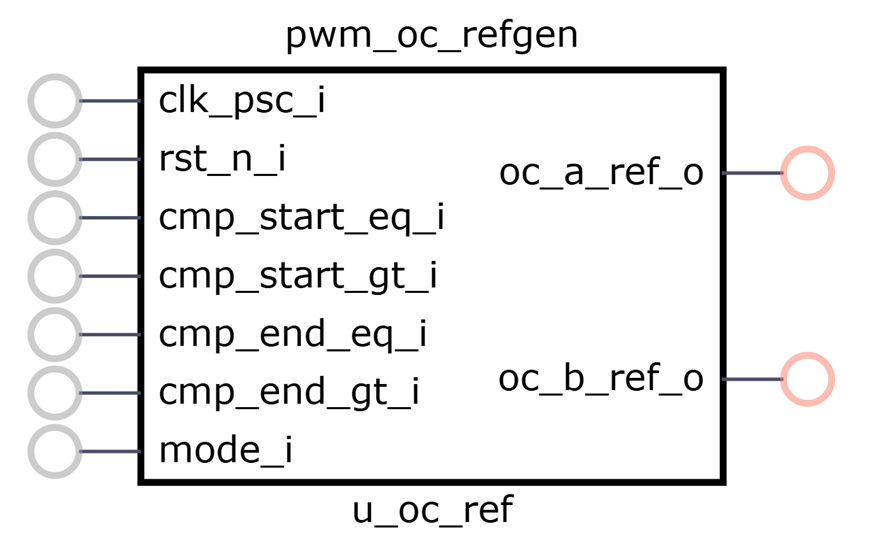 pwm_oc_refgen
clk_psc_i
rst_n_i
cmp_start_eq_i
cmp_start_gt_i
cmp_end_eq_i
cmp_end_gt_i
mode_i
oc_a_ref_o
oc_b_ref_o
u_oc_ref